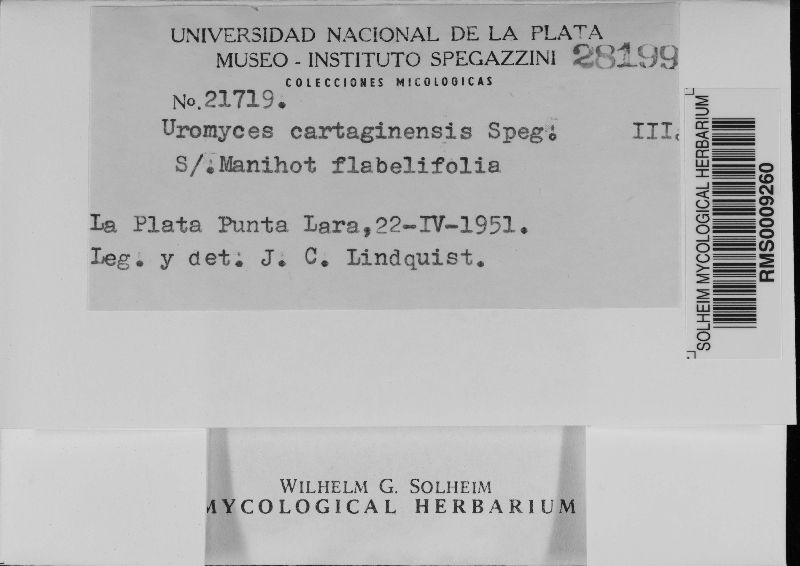 UNIVERSIDAD NACIONAL DE LA PLATA
MUSEO - INSTITUTO SPEGAZZINI 28199
COLECCIONES MICOLOGICAS
No. 21719.
Uromyces cartaginensis Speg. III.
S/.Manihot flabelifolia
La Plata Punta Lara,22-IV-1951.
Leg. y det. J. C. Lindquist.
SOLHEIM MYCOLOGICAL HERBARIUM
RMS0009260
WILHELM G. SOLHEIM
MYCOLOGICAL HERBARIUM